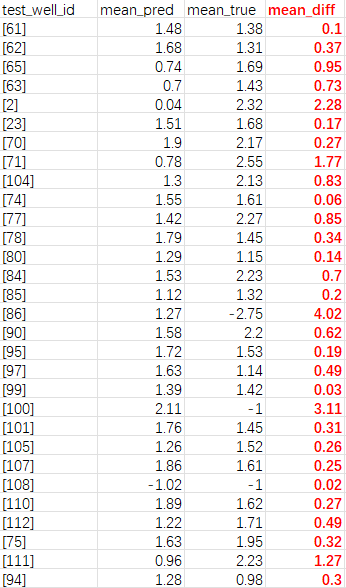 test_well_id mean_pred mean_true mean_diff
[61] 1.48 1.38 0.1
[62] 1.68 1.31 0.37
[65] 0.74 1.69 0.95
[63] 0.7 1.43 0.73
[2] 0.04 2.32 2.28
[23] 1.51 1.68 0.17
[70] 1.9 2.17 0.27
[71] 0.78 2.55 1.77
[104] 1.3 2.13 0.83
[74] 1.55 1.61 0.06
[77] 1.42 2.27 0.85
[78] 1.79 1.45 0.34
[80] 1.29 1.15 0.14
[84] 1.53 2.23 0.7
[85] 1.12 1.32 0.2
[86] 1.27 -2.75 4.02
[90] 1.58 2.2 0.62
[95] 1.72 1.53 0.19
[97] 1.63 1.14 0.49
[99] 1.39 1.42 0.03
[100] 2.11 -1 3.11
[101] 1.76 1.45 0.31
[105] 1.26 1.52 0.26
[107] 1.86 1.61 0.25
[108] -1.02 -1 0.02
[110] 1.89 1.62 0.27
[112] 1.22 1.71 0.49
[75] 1.63 1.95 0.32
[111] 0.96 2.23 1.27
[94] 1.28 0.98 0.3